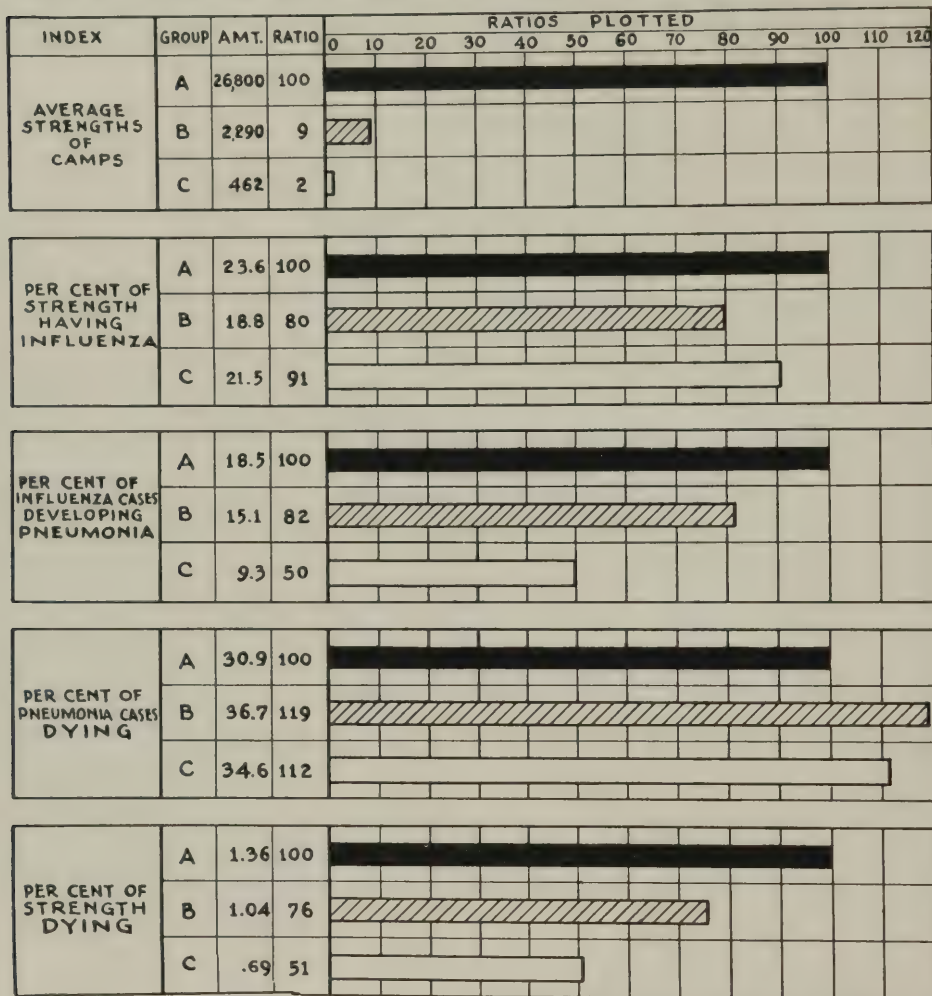 RATIOS PLOTTED
INDEX GROUP AMT. RATIO 0 10 20 30 40 50 60 70 80 90 100 110 120
AVERAGE
STRENGTHS
OF
CAMPS
A 26,800 100
B 2,290 9
C 462 2
PER CENT OF
STRENGTH
HAVING
INFLUENZA
A 23.6 100
B 18.8 80
C 21.5 91
PER CENT OF
INFLUENZA CASES
DEVELOPING
PNEUMONIA
A 18.5 100
B 15.1 82
C 9.3 50
PER CENT OF
PNEUMONIA CASES
DYING
A 30.9 100
B 36.7 119
C 34.6 112
PER CENT OF
STRENGTH
DYING
A 1.36 100
B 1.04 76
C .69 51